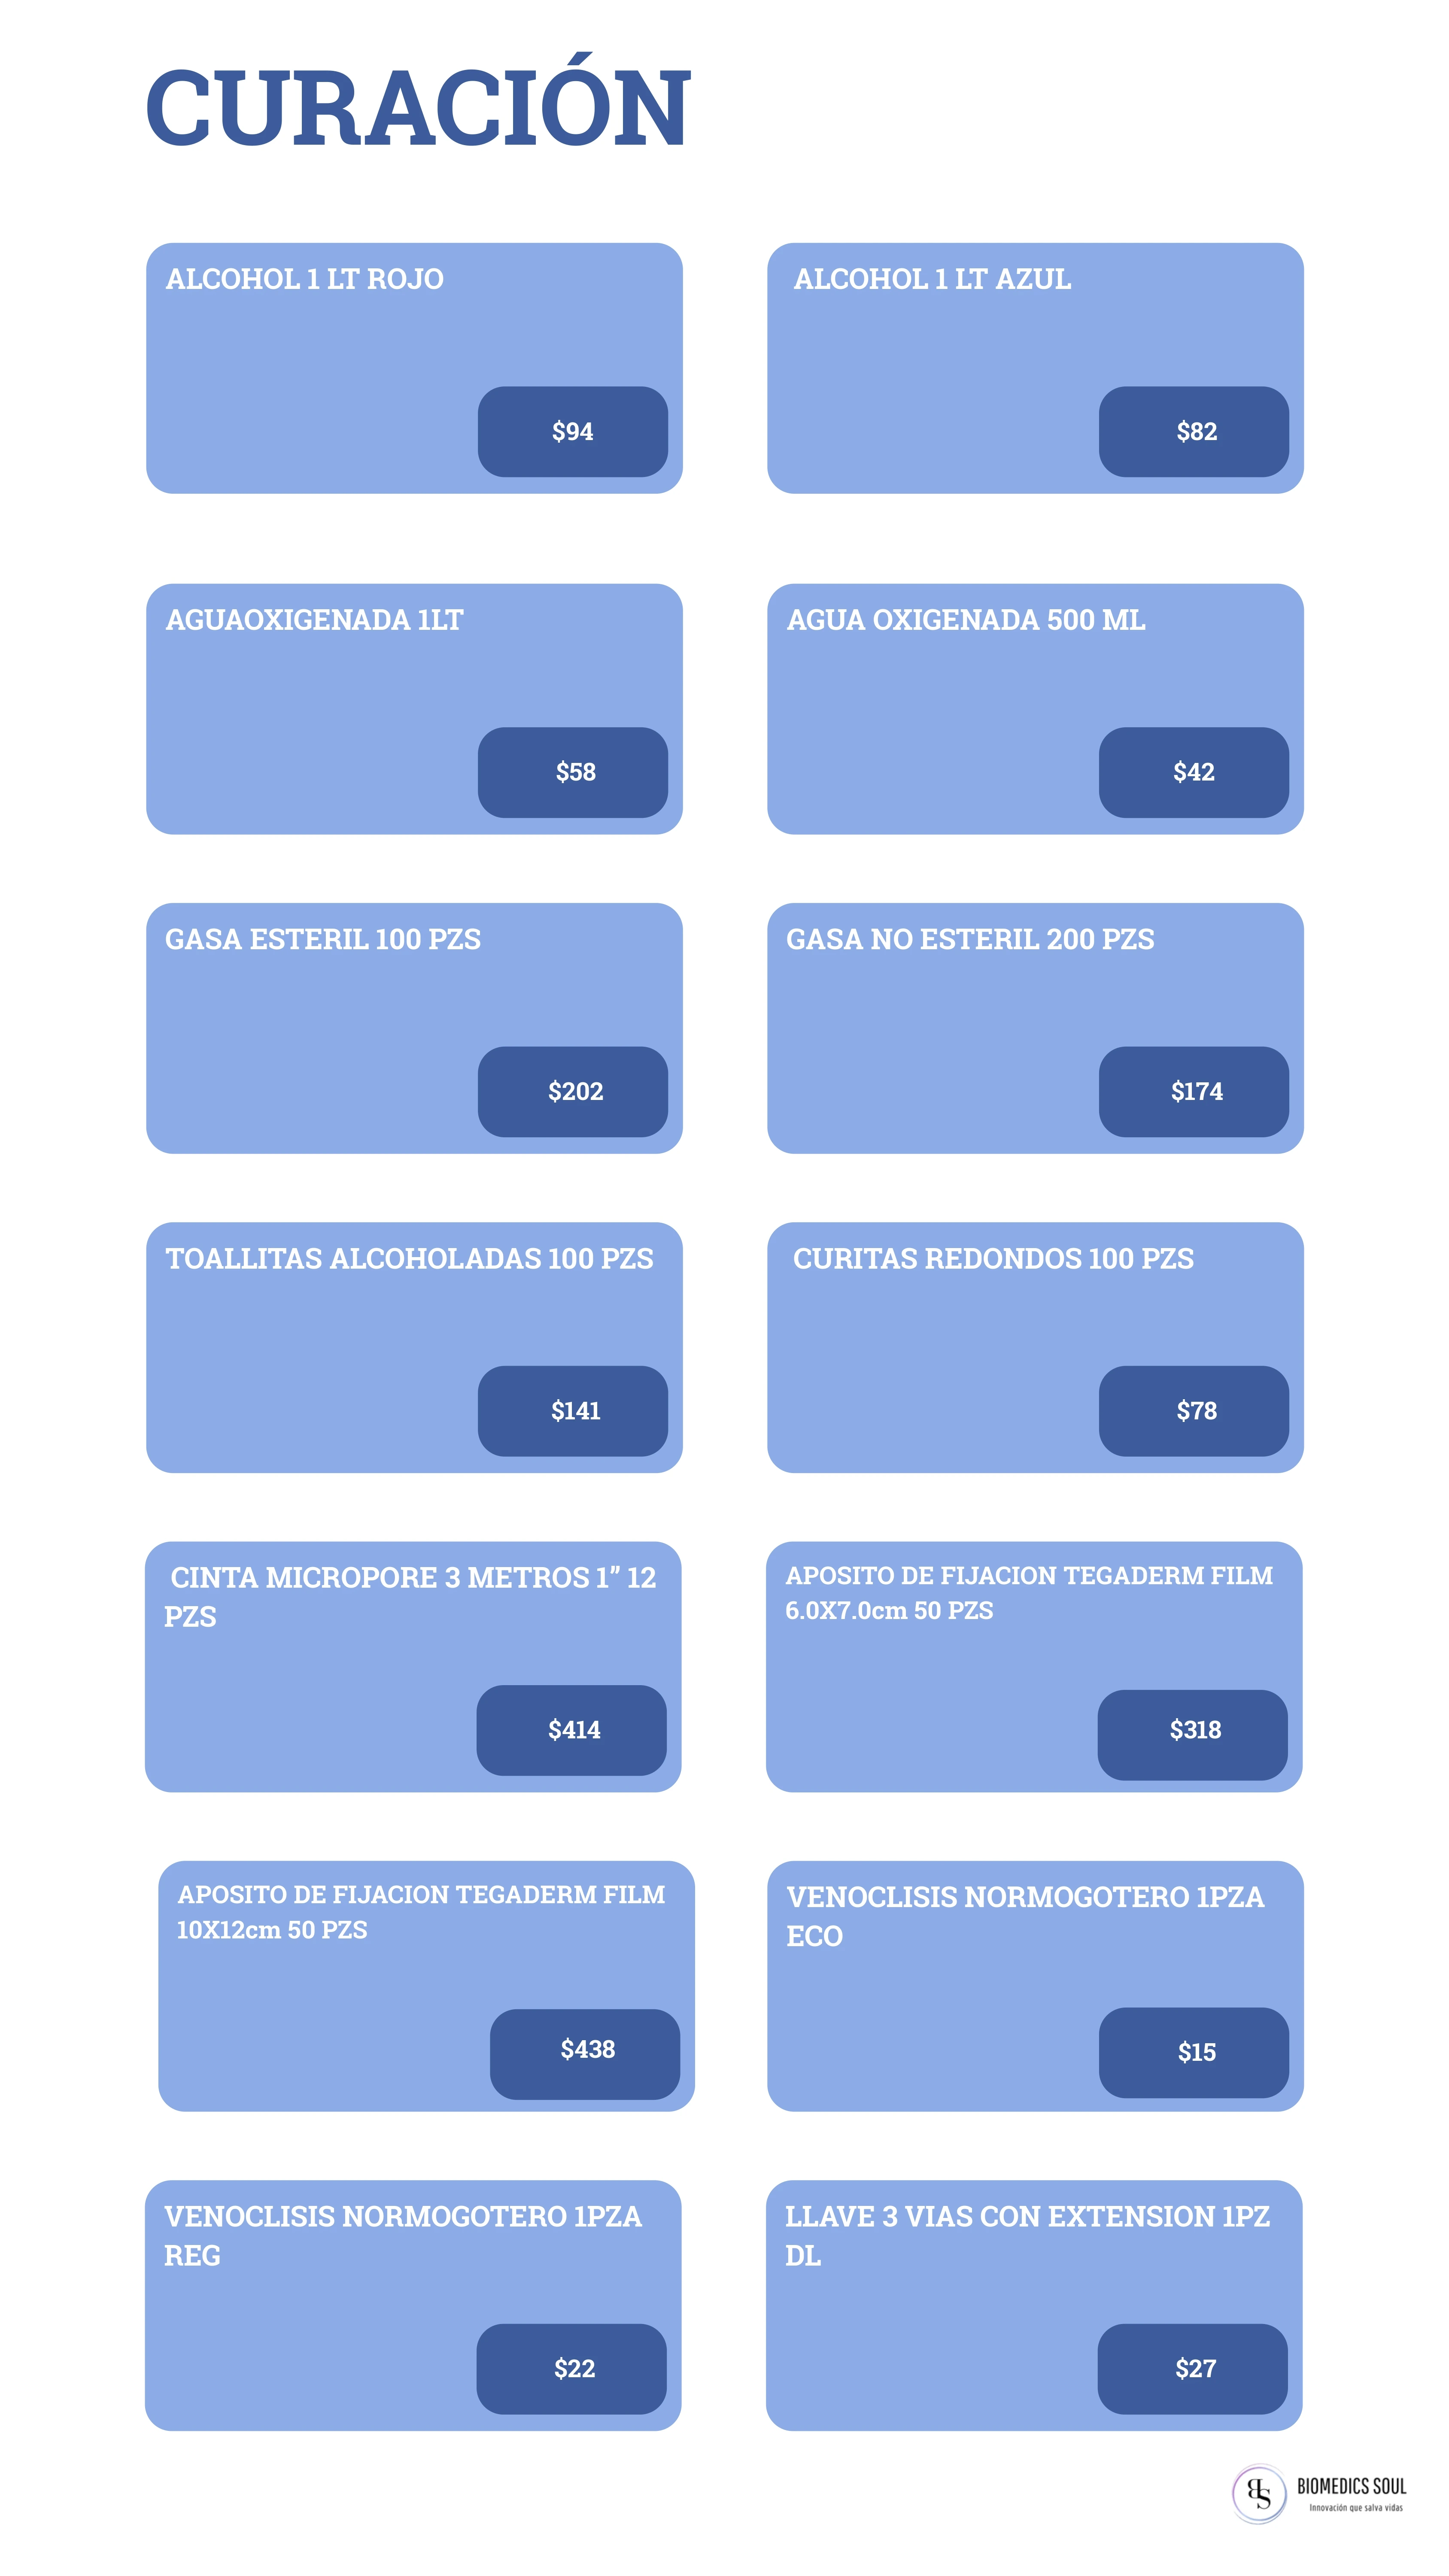 CURACIÓN
ALCOHOL 1 LT ROJO
$94
ALCOHOL 1 LT AZUL
$82
AGUAOXIGENADA 1LT
$58
AGUA OXIGENADA 500 ML
$42
GASA ESTERIL 100 PZS
$202
GASA NO ESTERIL 200 PZS
$174
TOALLITAS ALCOHOLADAS 100 PZS
$141
CURITAS REDONDOS 100 PZS
$78
CINTA MICROPORE 3 METROS 1” 12
PZS
$414
APOSITO DE FIJACION TEGADERM FILM
6.0X7.0cm 50 PZS
$318
APOSITO DE FIJACION TEGADERM FILM
10X12cm 50 PZS
$438
VENOCLISIS NORMOGOTERO 1PZA
ECO
$15
VENOCLISIS NORMOGOTERO 1PZA
REG
$22
LLAVE 3 VIAS CON EXTENSION 1PZ
DL
$27
BS
BIOMEDICS SOUL
Innovación que salva vidas